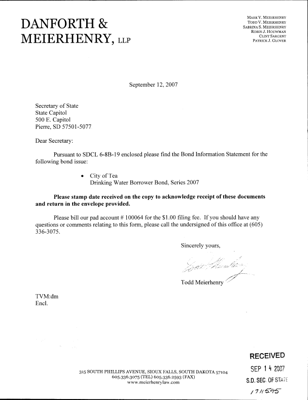 DANFORTH &
MEIERHENRY, LLP
MARK V. MEIERHENRY
TODD V. MEIERHENRY
SABRINA S. MEIERHENRY
ROBIN J. HOUWMAN
CLINT SARGENT
PATRICK J. GLOVER
September 12, 2007
Secretary of State
State Capitol
500 E. Capitol
Pierre, SD 57501-5077
Dear Secretary:
Pursuant to SDCL 6-8B-19 enclosed please find the Bond Information Statement for the
following bond issue:
• City of Tea
Drinking Water Borrower Bond, Series 2007
Please stamp date received on the copy to acknowledge receipt of these documents
and return in the envelope provided.
Please bill our pad account # 100064 for the $1.00 filing fee. If you should have any
questions or comments relating to this form, please call the undersigned of this office at (605)
336-3075.
Sincerely yours,
Todd Meierhenry
TVM:dm
Encl.
RECEIVED
SEP 14 2007
S.D. SEC OF STATE
315 SOUTH PHILLIPS AVENUE, SIOUX FALLS, SOUTH DAKOTA 57104
605.336.3075 (TEL) 605.336.2593 (FAX)
www.meierhenrylaw.com